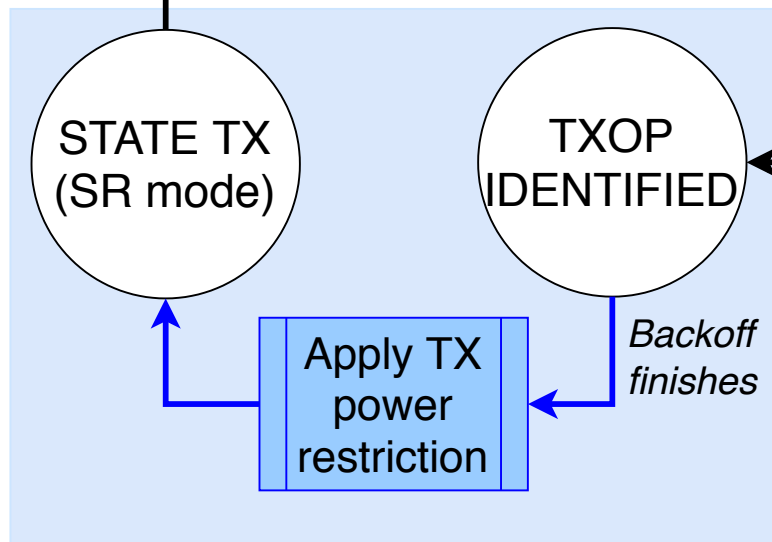 STATE TX
(SR mode)
TXOP
IDENTIFIED
Apply TX
power
restriction
Backoff
finishes